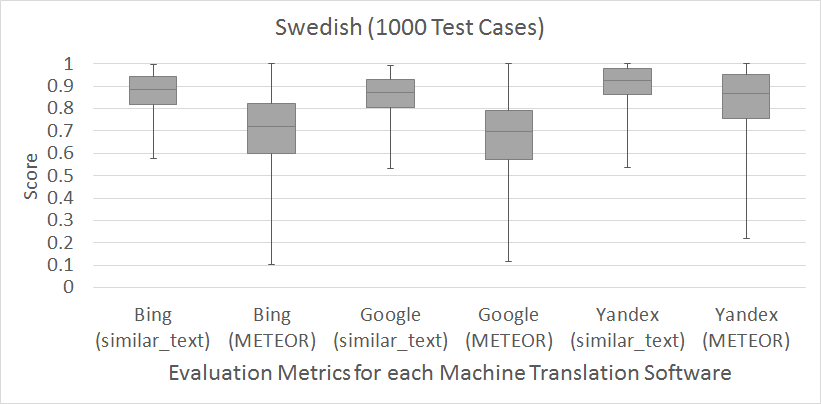 Swedish (1000 Test Cases)
1
0.9
0.8
0.7
0.6
0.5
0.4
0.3
0.2
0.1
0
Score
Bing (similar_text)
Bing (METEOR)
Google (similar_text)
Google (METEOR)
Yandex (similar_text)
Yandex (METEOR)
Evaluation Metrics for each Machine Translation Software